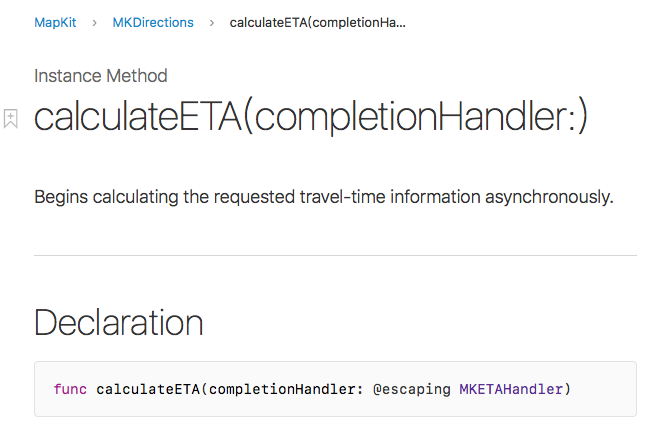 MapKit > MKDirections > calculateETA(completionHa...
Instance Method
calculateETA(completionHandler:)
Begins calculating the requested travel-time information asynchronously.
Declaration
func calculateETA(completionHandler: @escaping MKETAHandler)